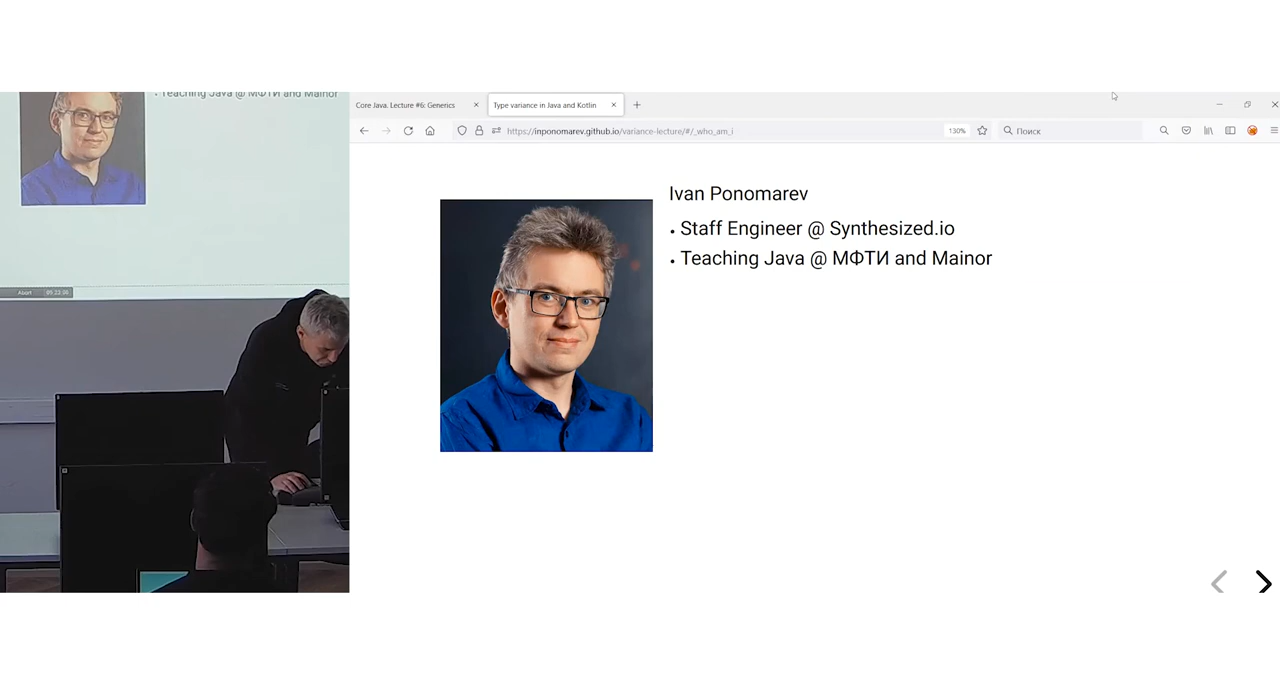 Teaching Java @ МФТИ and Mainor
Abort
Core Java. Lecture #6: Generics
Type variance in Java and Kotlin
https://inponomarev.github.io/variance-lecture/#/_who_am_i
130%
Поиск
Ivan Ponomarev
• Staff Engineer @ Synthesized.io
• Teaching Java @ МФТИ and Mainor